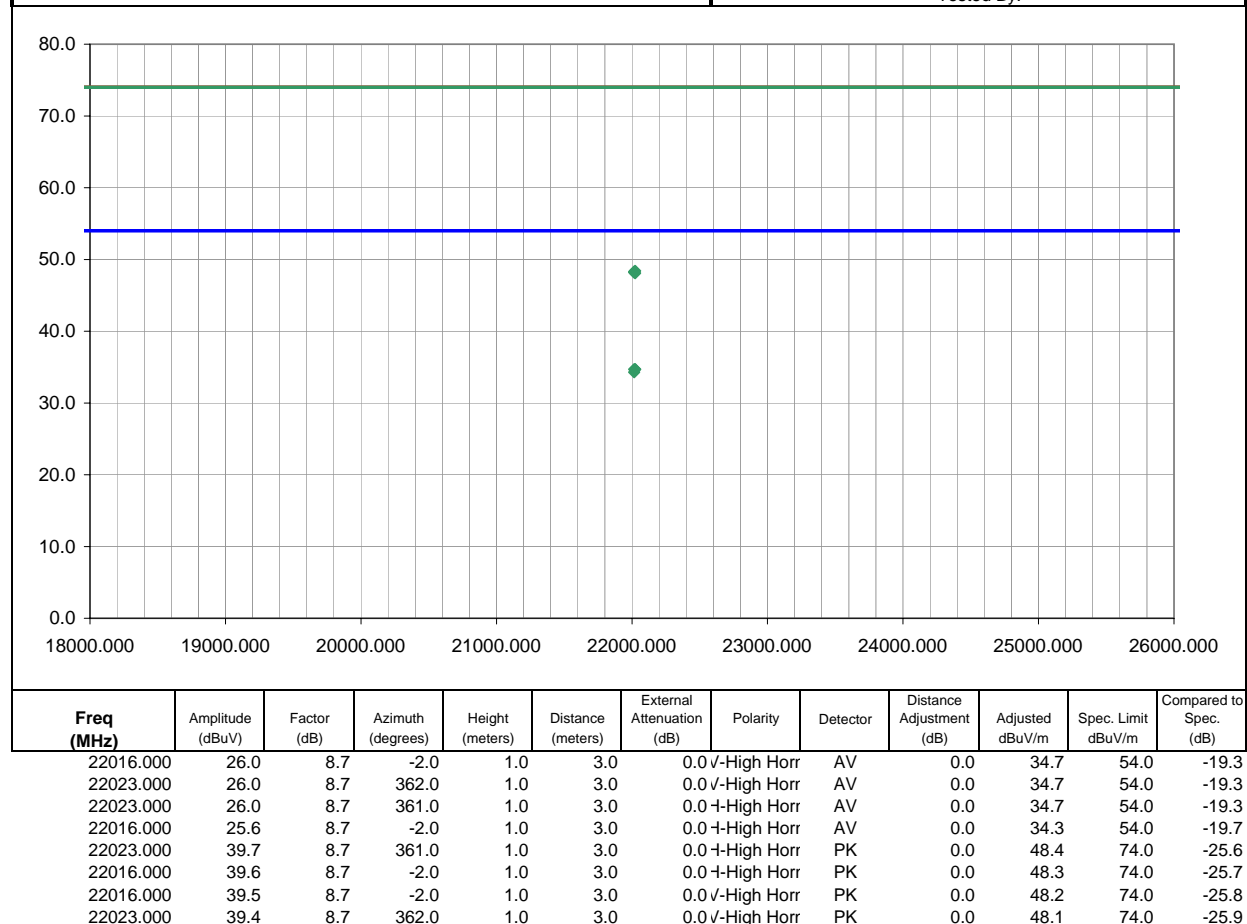 Tested By:
80.0
70.0
60.0
50.0
40.0
30.0
20.0
10.0
0.0
18000.000 19000.000 20000.000 21000.000 22000.000 23000.000 24000.000 25000.000 26000.000
Freq (MHz) Amplitude (dBuV) Factor (dB) Azimuth (degrees) Height (meters) Distance (meters) External Attenuation (dB) Polarity Detector Distance Adjustment (dB) Adjusted dBuV/m Spec. Limit dBuV/m Compared to Spec. (dB)
22016.000 26.0 8.7 -2.0 1.0 3.0 0.0 V-High Horr AV 0.0 34.7 54.0 -19.3
22023.000 26.0 8.7 362.0 1.0 3.0 0.0 V-High Horr AV 0.0 34.7 54.0 -19.3
22023.000 26.0 8.7 361.0 1.0 3.0 0.0 H-High Horr AV 0.0 34.7 54.0 -19.3
22016.000 25.6 8.7 -2.0 1.0 3.0 0.0 H-High Horr AV 0.0 34.3 54.0 -19.7
22023.000 39.7 8.7 361.0 1.0 3.0 0.0 H-High Horr PK 0.0 48.4 74.0 -25.6
22016.000 39.6 8.7 -2.0 1.0 3.0 0.0 H-High Horr PK 0.0 48.3 74.0 -25.7
22016.000 39.5 8.7 -2.0 1.0 3.0 0.0 V-High Horr PK 0.0 48.2 74.0 -25.8
22023.000 39.4 8.7 362.0 1.0 3.0 0.0 V-High Horr PK 0.0 48.1 74.0 -25.9